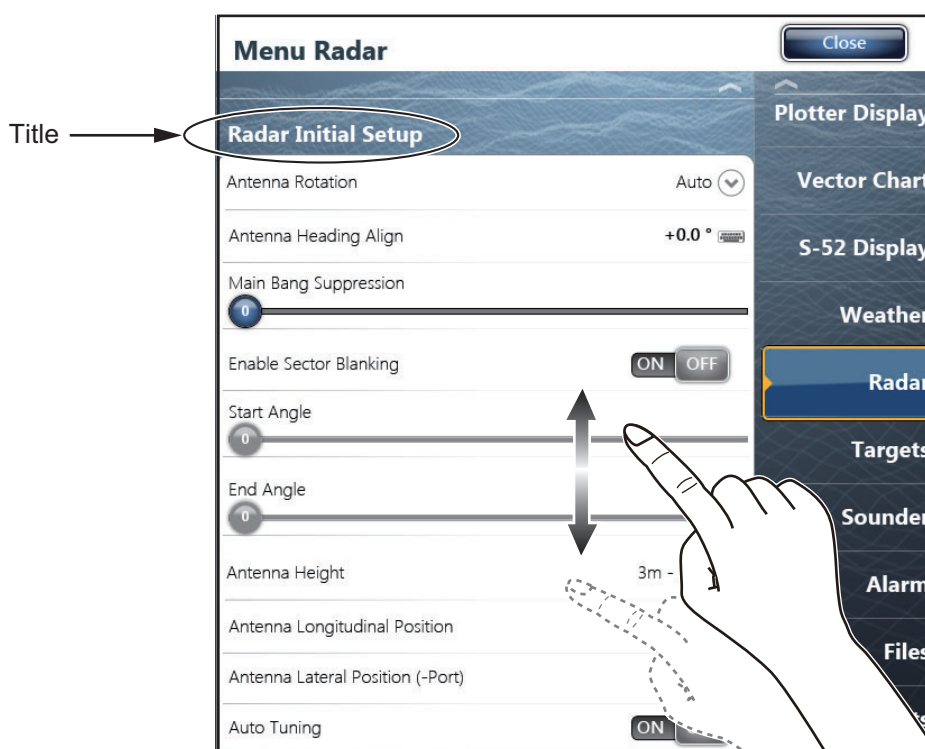 Menu Radar
Close
Title
Radar Initial Setup
Antenna Rotation
Auto
Antenna Heading Align
+0.0 °
Main Bang Suppression
0
Enable Sector Blanking
ON OFF
Start Angle
0
End Angle
0
Antenna Height
3m -
Antenna Longitudinal Position
Antenna Lateral Position (-Port)
Auto Tuning
ON
Plotter Display
Vector Chart
S-52 Display
Weather
Radar
Targets
Sounder
Alarm
Files